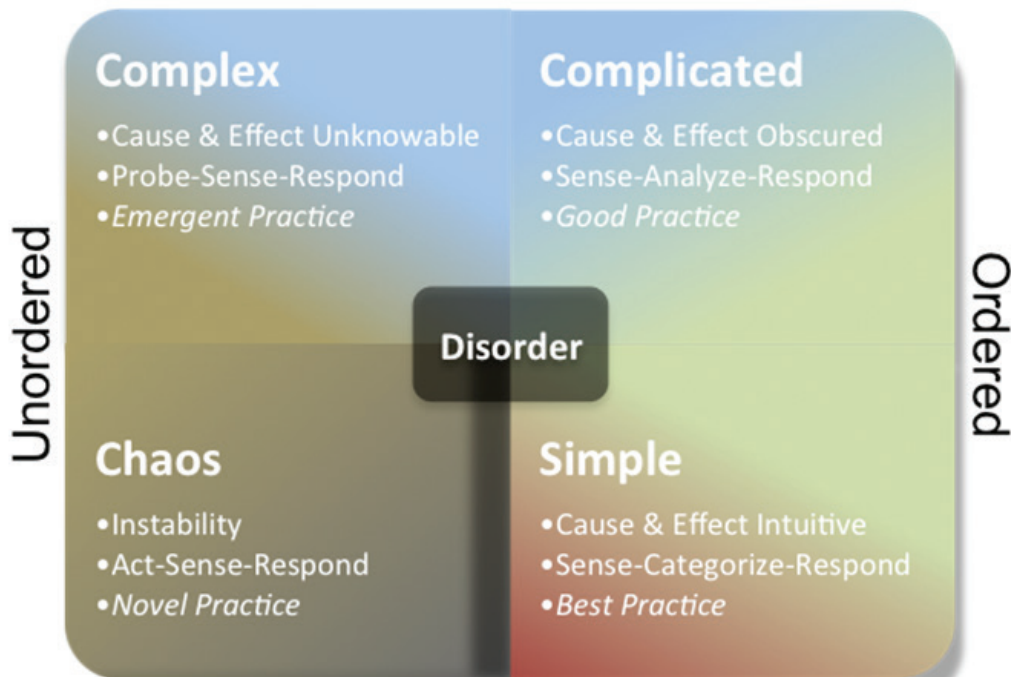 Complex
•Cause & Effect Unknowable
•Probe-Sense-Respond
•Emergent Practice
Complicated
•Cause & Effect Obscured
•Sense-Analyze-Respond
•Good Practice
Unordered
Disorder
Ordered
Chaos
•Instability
•Act-Sense-Respond
•Novel Practice
Simple
•Cause & Effect Intuitive
•Sense-Categorize-Respond
•Best Practice